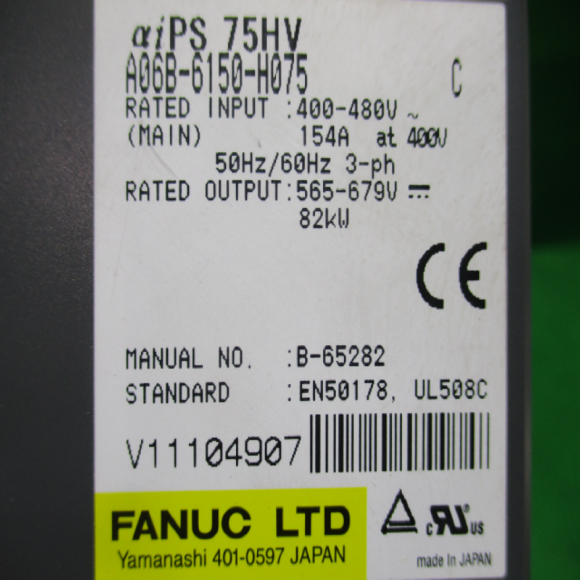 αiPS 75HV
A06B-6150-H075 C
RATED INPUT :400-480V ~
(MAIN) 154A at 400V
50Hz/60Hz 3-ph
RATED OUTPUT:565-679V ⎓
82kW
CE
MANUAL NO. :B-65282
STANDARD :EN50178, UL508C
V11104907
FANUC LTD
Yamanashi 401-0597 JAPAN
c RU us
made In JAPAN